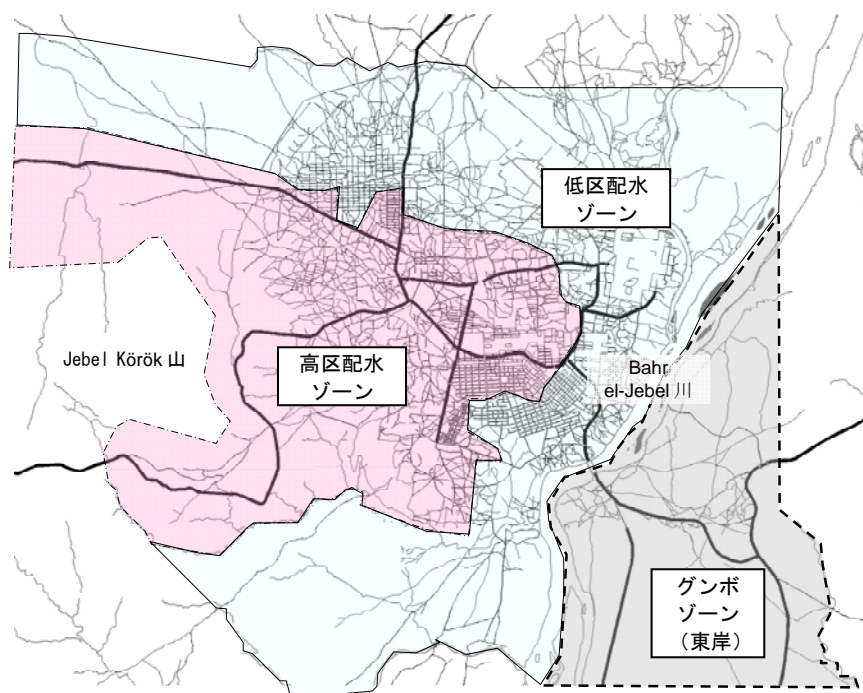 低区配水
ゾーン
Jebel Körök 山
高区配水
ゾーン
Bahr
el-Jebel 川
グンボ
ゾーン
（東岸）